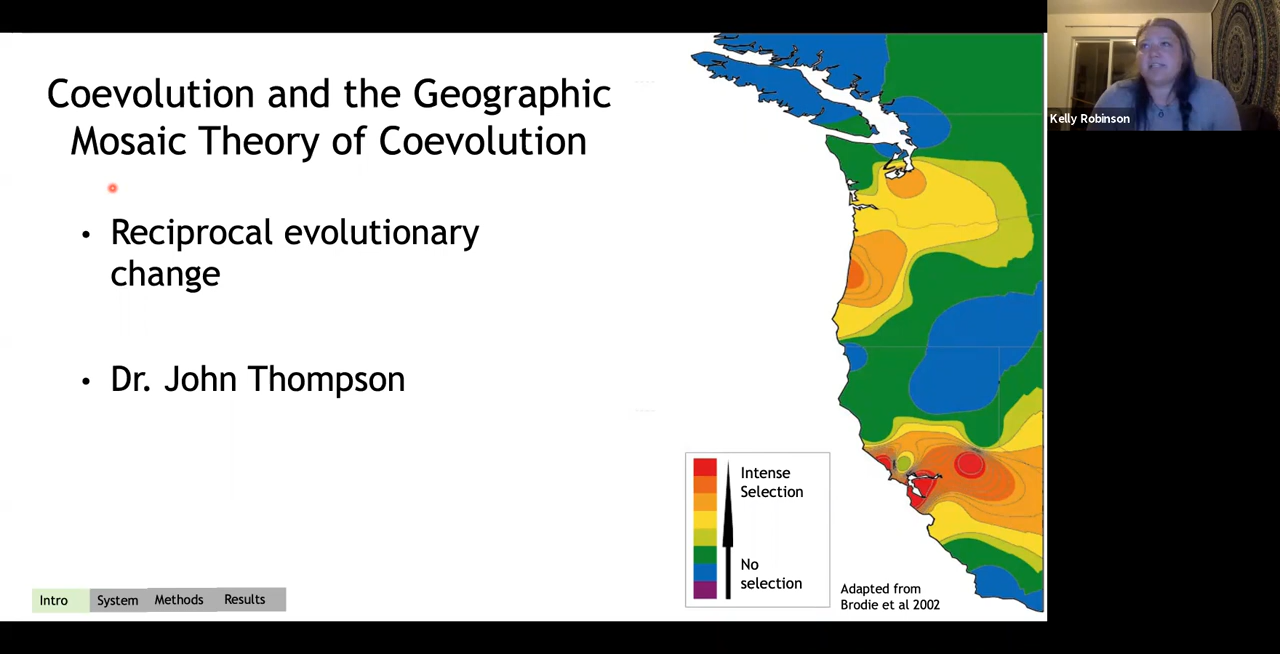 Coevolution and the Geographic
Mosaic Theory of Coevolution
• Reciprocal evolutionary
change
• Dr. John Thompson
Intense
Selection
No
selection
Adapted from
Brodie et al 2002
Intro System Methods Results
Kelly Robinson